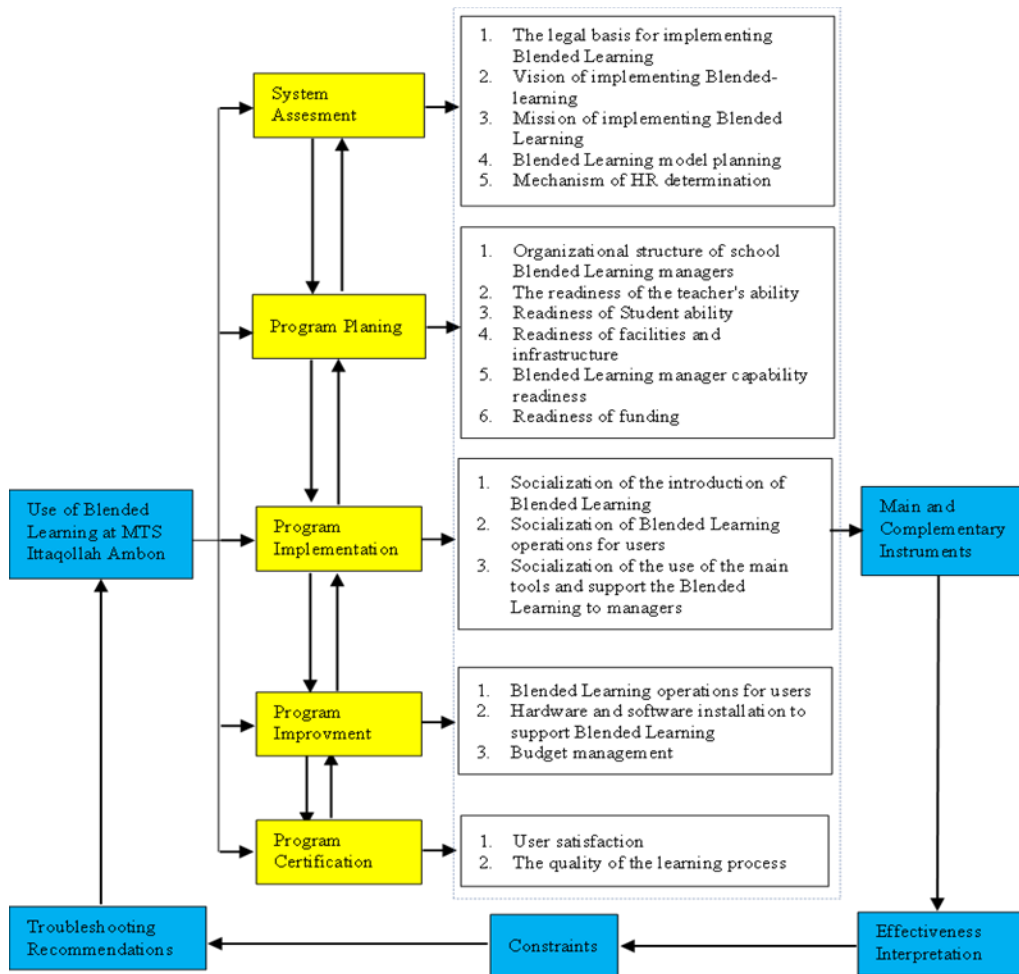 System
Assesment
1. The legal basis for implementing
Blended Learning
2. Vision of implementing Blended-
learning
3. Mission of implementing Blended
Learning
4. Blended Learning model planning
5. Mechanism of HR determination
Program Planing
1. Organizational structure of school
Blended Learning managers
2. The readiness of the teacher's ability
3. Readiness of Student ability
4. Readiness of facilities and
infrastructure
5. Blended Learning manager capability
readiness
6. Readiness of funding
Use of Blended
Learning at MTS
Ittaqollah Ambon
Program
Implementation
1. Socialization of the introduction of
Blended Learning
2. Socialization of Blended Learning
operations for users
3. Socialization of the use of the main
tools and support the Blended
Learning to managers
Main and
Complementary
Instruments
Program
Improvment
1. Blended Learning operations for users
2. Hardware and software installation to
support Blended Learning
3. Budget management
Program
Certification
1. User satisfaction
2. The quality of the learning process
Troubleshooting
Recommendations
Constraints
Effectiveness
Interpretation